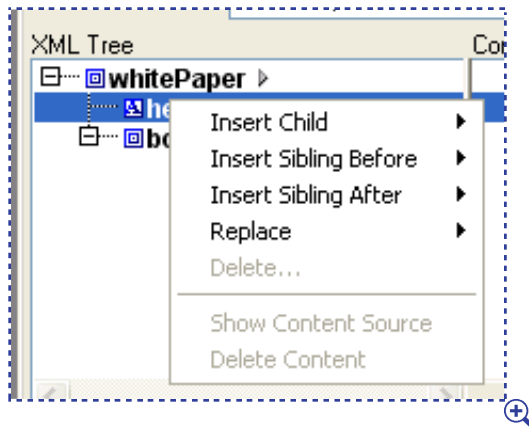 XML Tree
whitePaper
Insert Child
Insert Sibling Before
Insert Sibling After
Replace
Delete...
Show Content Source
Delete Content